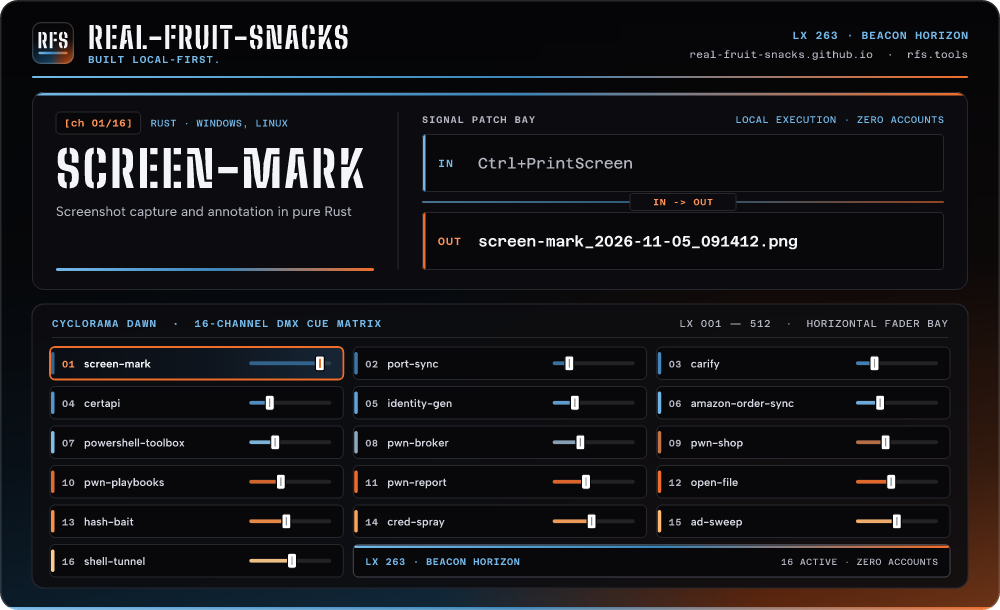 RFS
REAL-FRUIT-SNACKS
BUILT LOCAL-FIRST.
LX 263 · BEACON HORIZON
real-fruit-snacks.github.io · rfs.tools
[ch 01/16] RUST · WINDOWS, LINUX
SCREEN-MARK
Screenshot capture and annotation in pure Rust
SIGNAL PATCH BAY
LOCAL EXECUTION · ZERO ACCOUNTS
IN Ctrl+PrintScreen
IN -> OUT
OUT screen-mark_2026-11-05_091412.png
CYCLORAMA DAWN · 16-CHANNEL DMX CUE MATRIX
LX 001 — 512 · HORIZONTAL FADER BAY
01 screen-mark
02 port-sync
03 carify
04 certapi
05 identity-gen
06 amazon-order-sync
07 powershell-toolbox
08 pwn-broker
09 pwn-shop
10 pwn-playbooks
11 pwn-report
12 open-file
13 hash-bait
14 cred-spray
15 ad-sweep
16 shell-tunnel
LX 263 · BEACON HORIZON
16 ACTIVE · ZERO ACCOUNTS